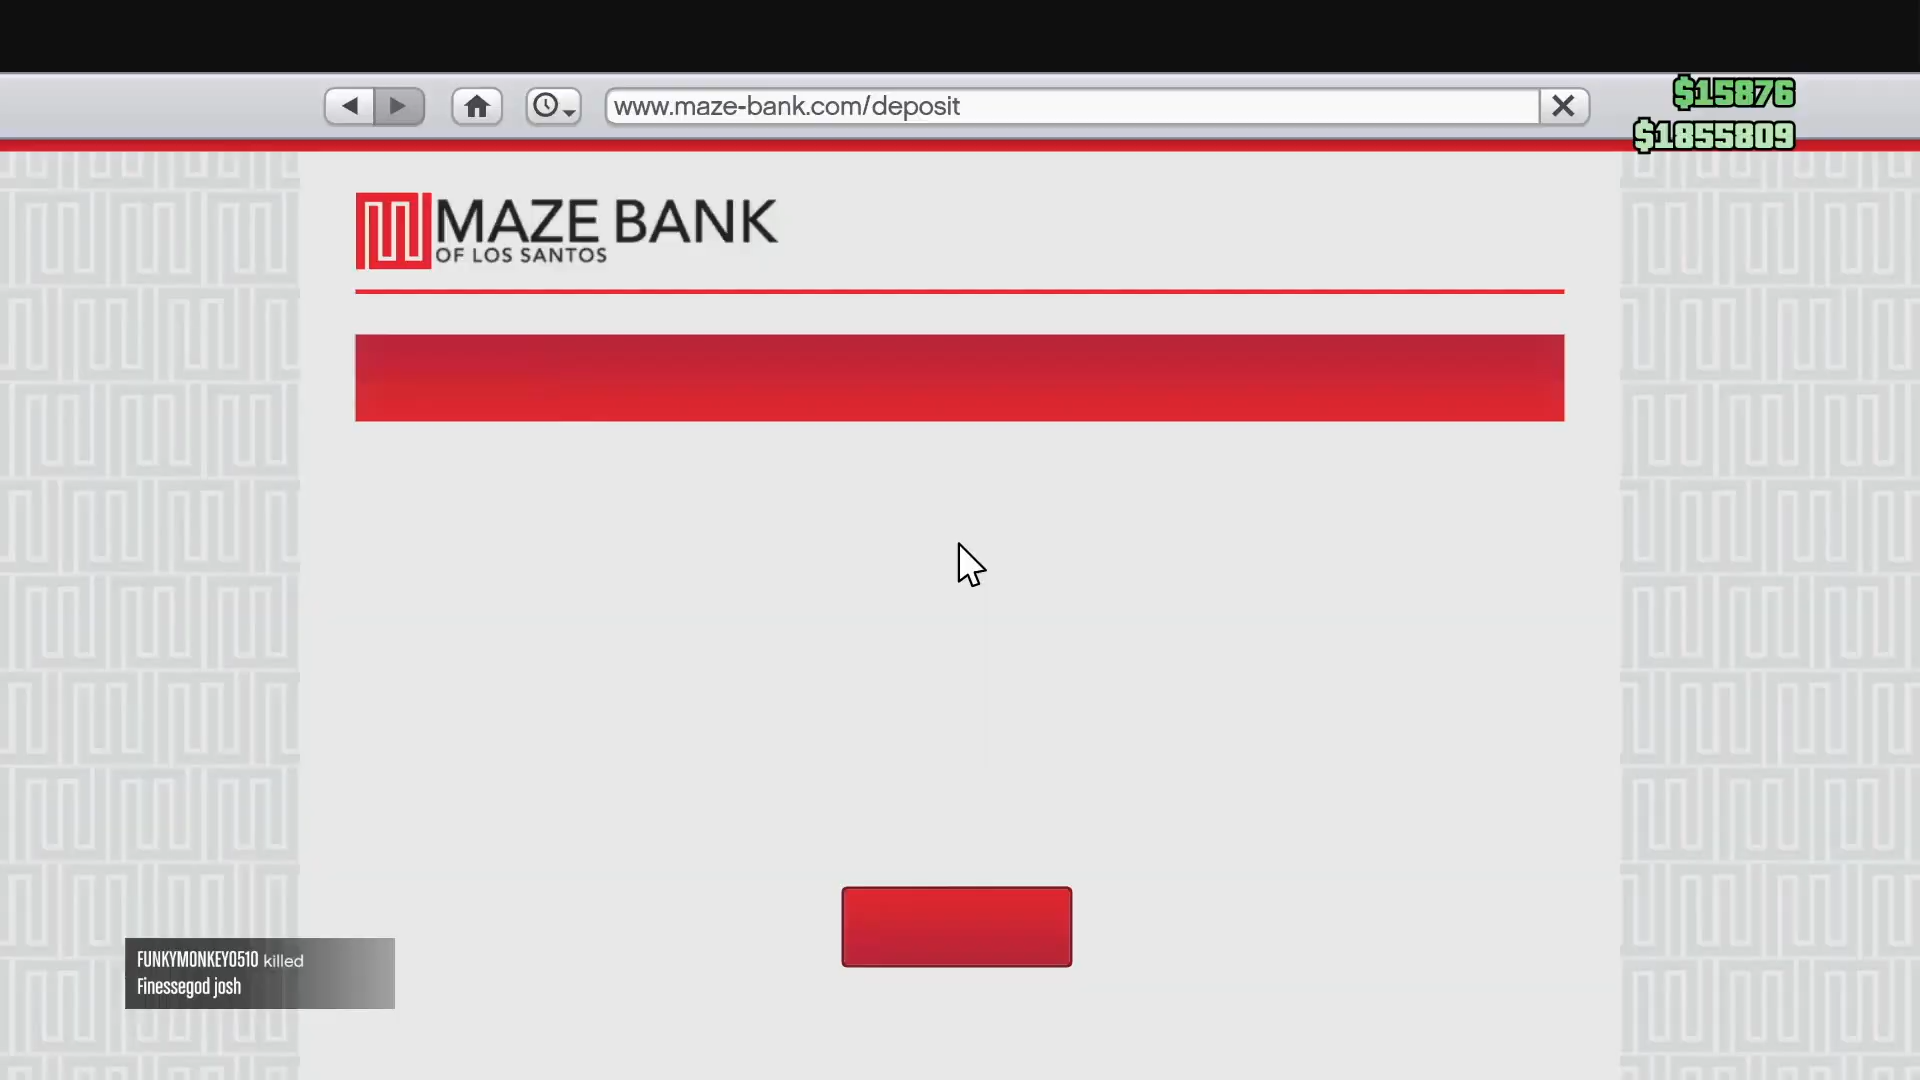 www.maze-bank.com/deposit
$15876
$1855809
MAZE BANK
OF LOS SANTOS
FUNKYMONKEY0510 killed
Finessegod josh